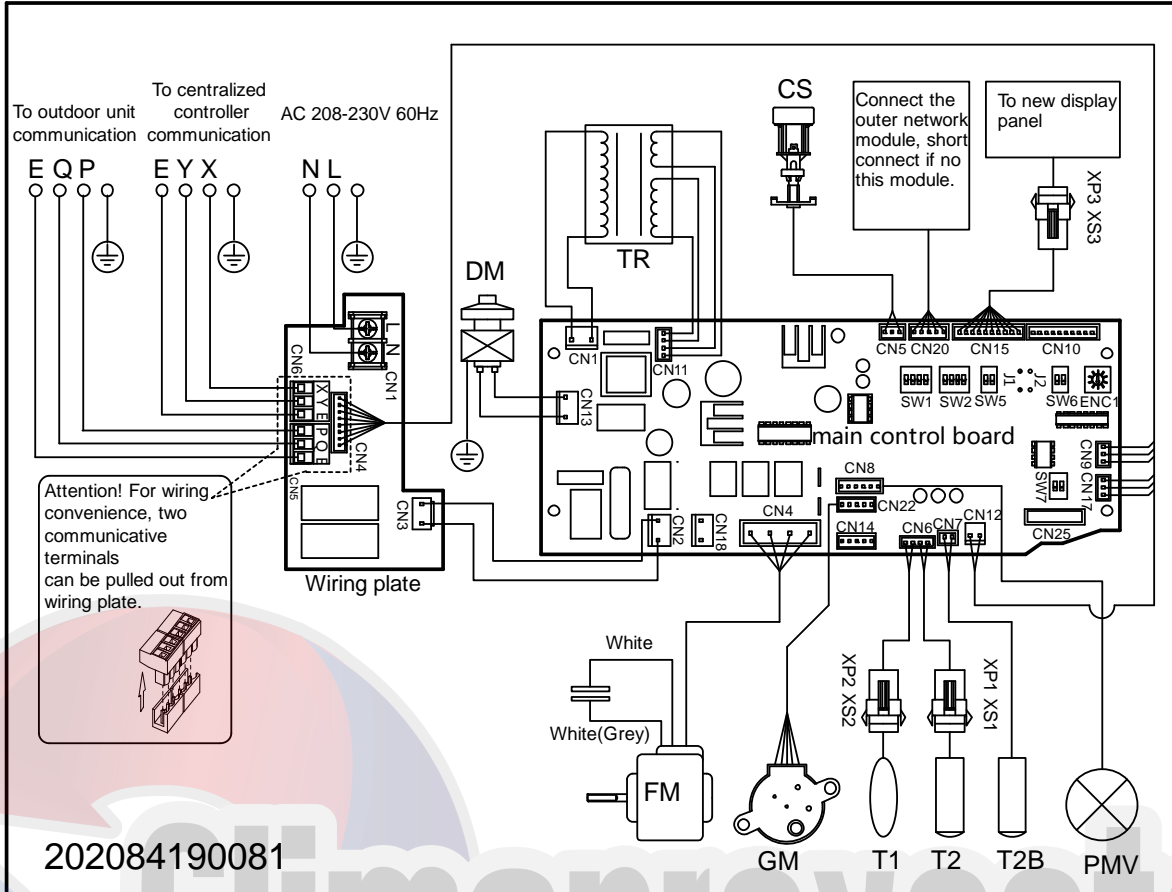 To outdoor unit
communication
To centralized
controller
communication
AC 208-230V 60Hz
E Q P
E Y X
N L
CS
Connect the
outer network
module, short
connect if no
this module.
To new display
panel
XP3 XS3
TR
DM
L
N
CN1
CN6
X Y E
P Q E
CN4
CN5
CN3
Wiring plate
Attention! For wiring
convenience, two
communicative
terminals
can be pulled out from
wiring plate.
CN1
CN11
CN13
CN5 CN20 CN15 CN10
SW1 SW2 SW5 J1 J2 SW6 ENC1
main control board
CN9
CN17
SW7
CN8
CN22
CN4
CN14
CN2
CN18
CN6 CN7 CN12
CN25
White
White(Grey)
FM
XP2 XS2
XP1 XS1
GM T1 T2 T2B PMV
202084190081
Climaproyect